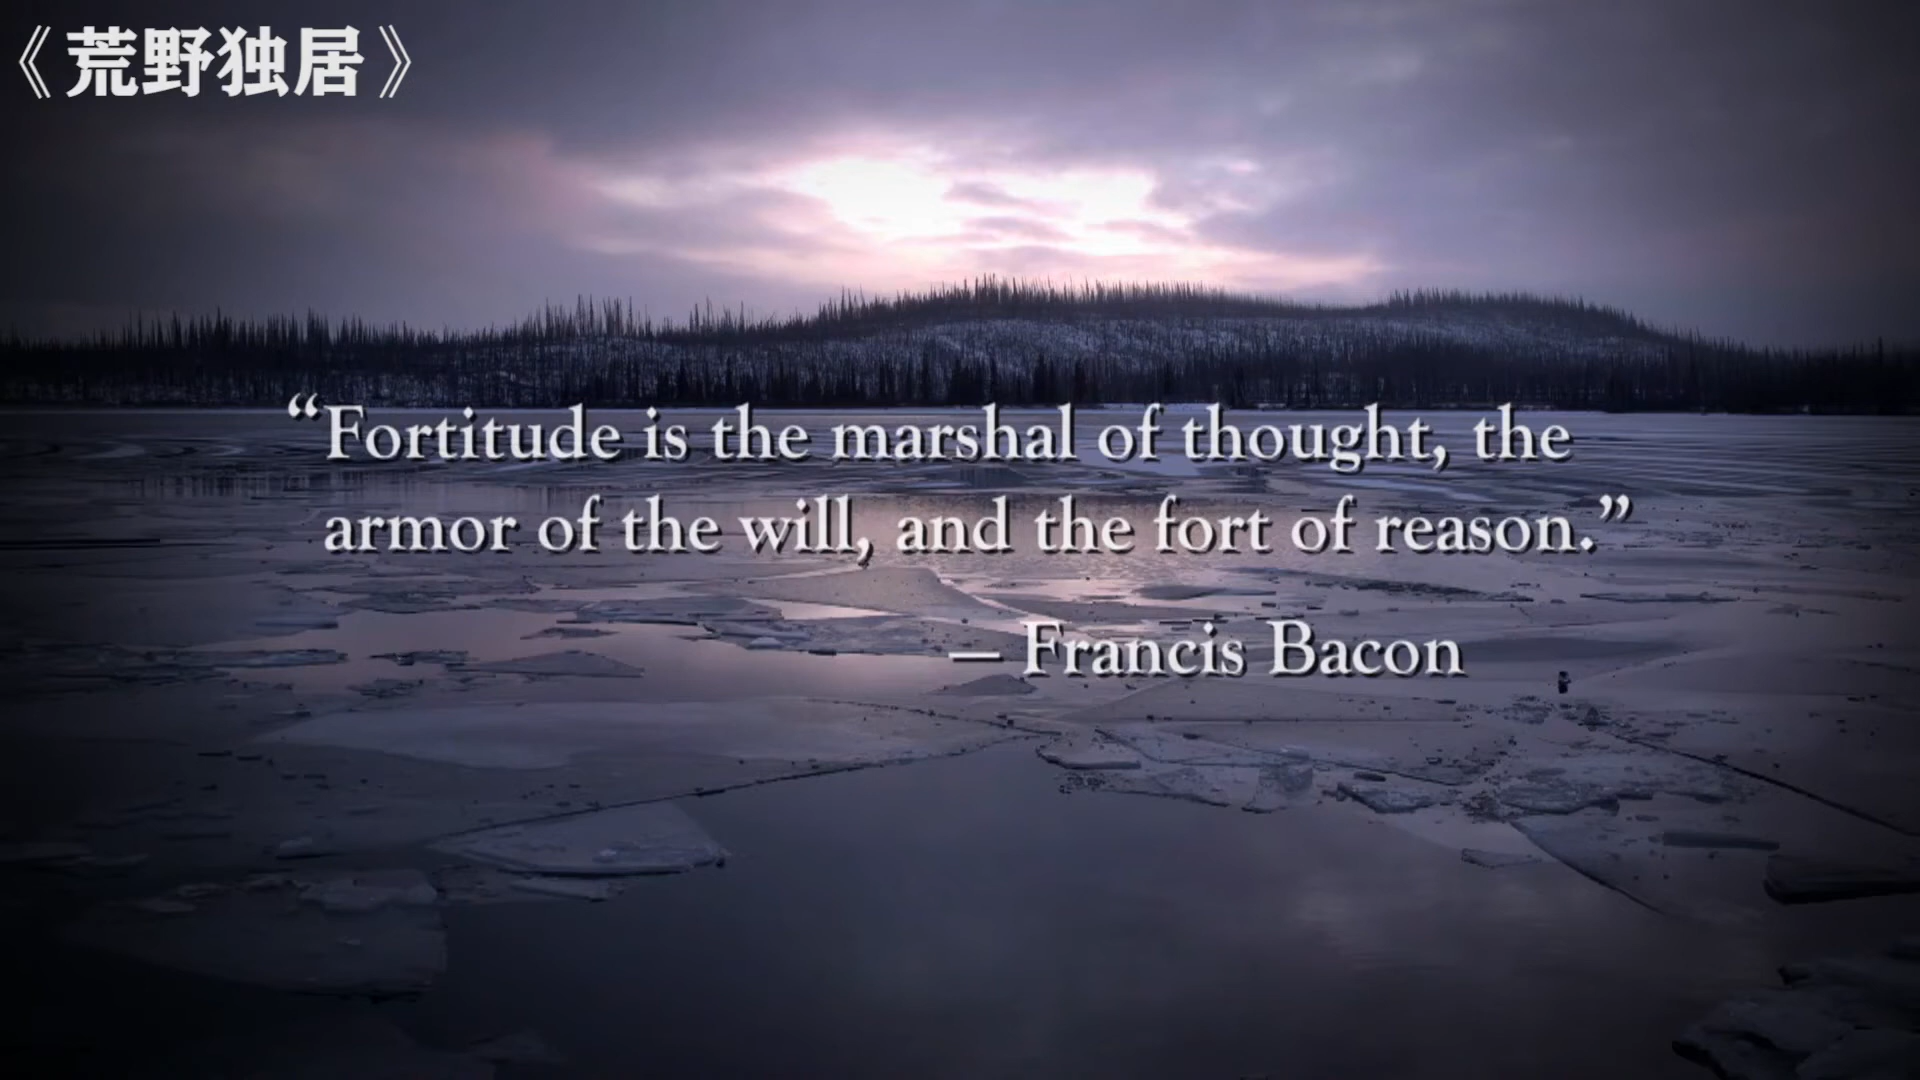 《荒野独居》
“Fortitude is the marshal of thought, the
armor of the will, and the fort of reason.”
– Francis Bacon